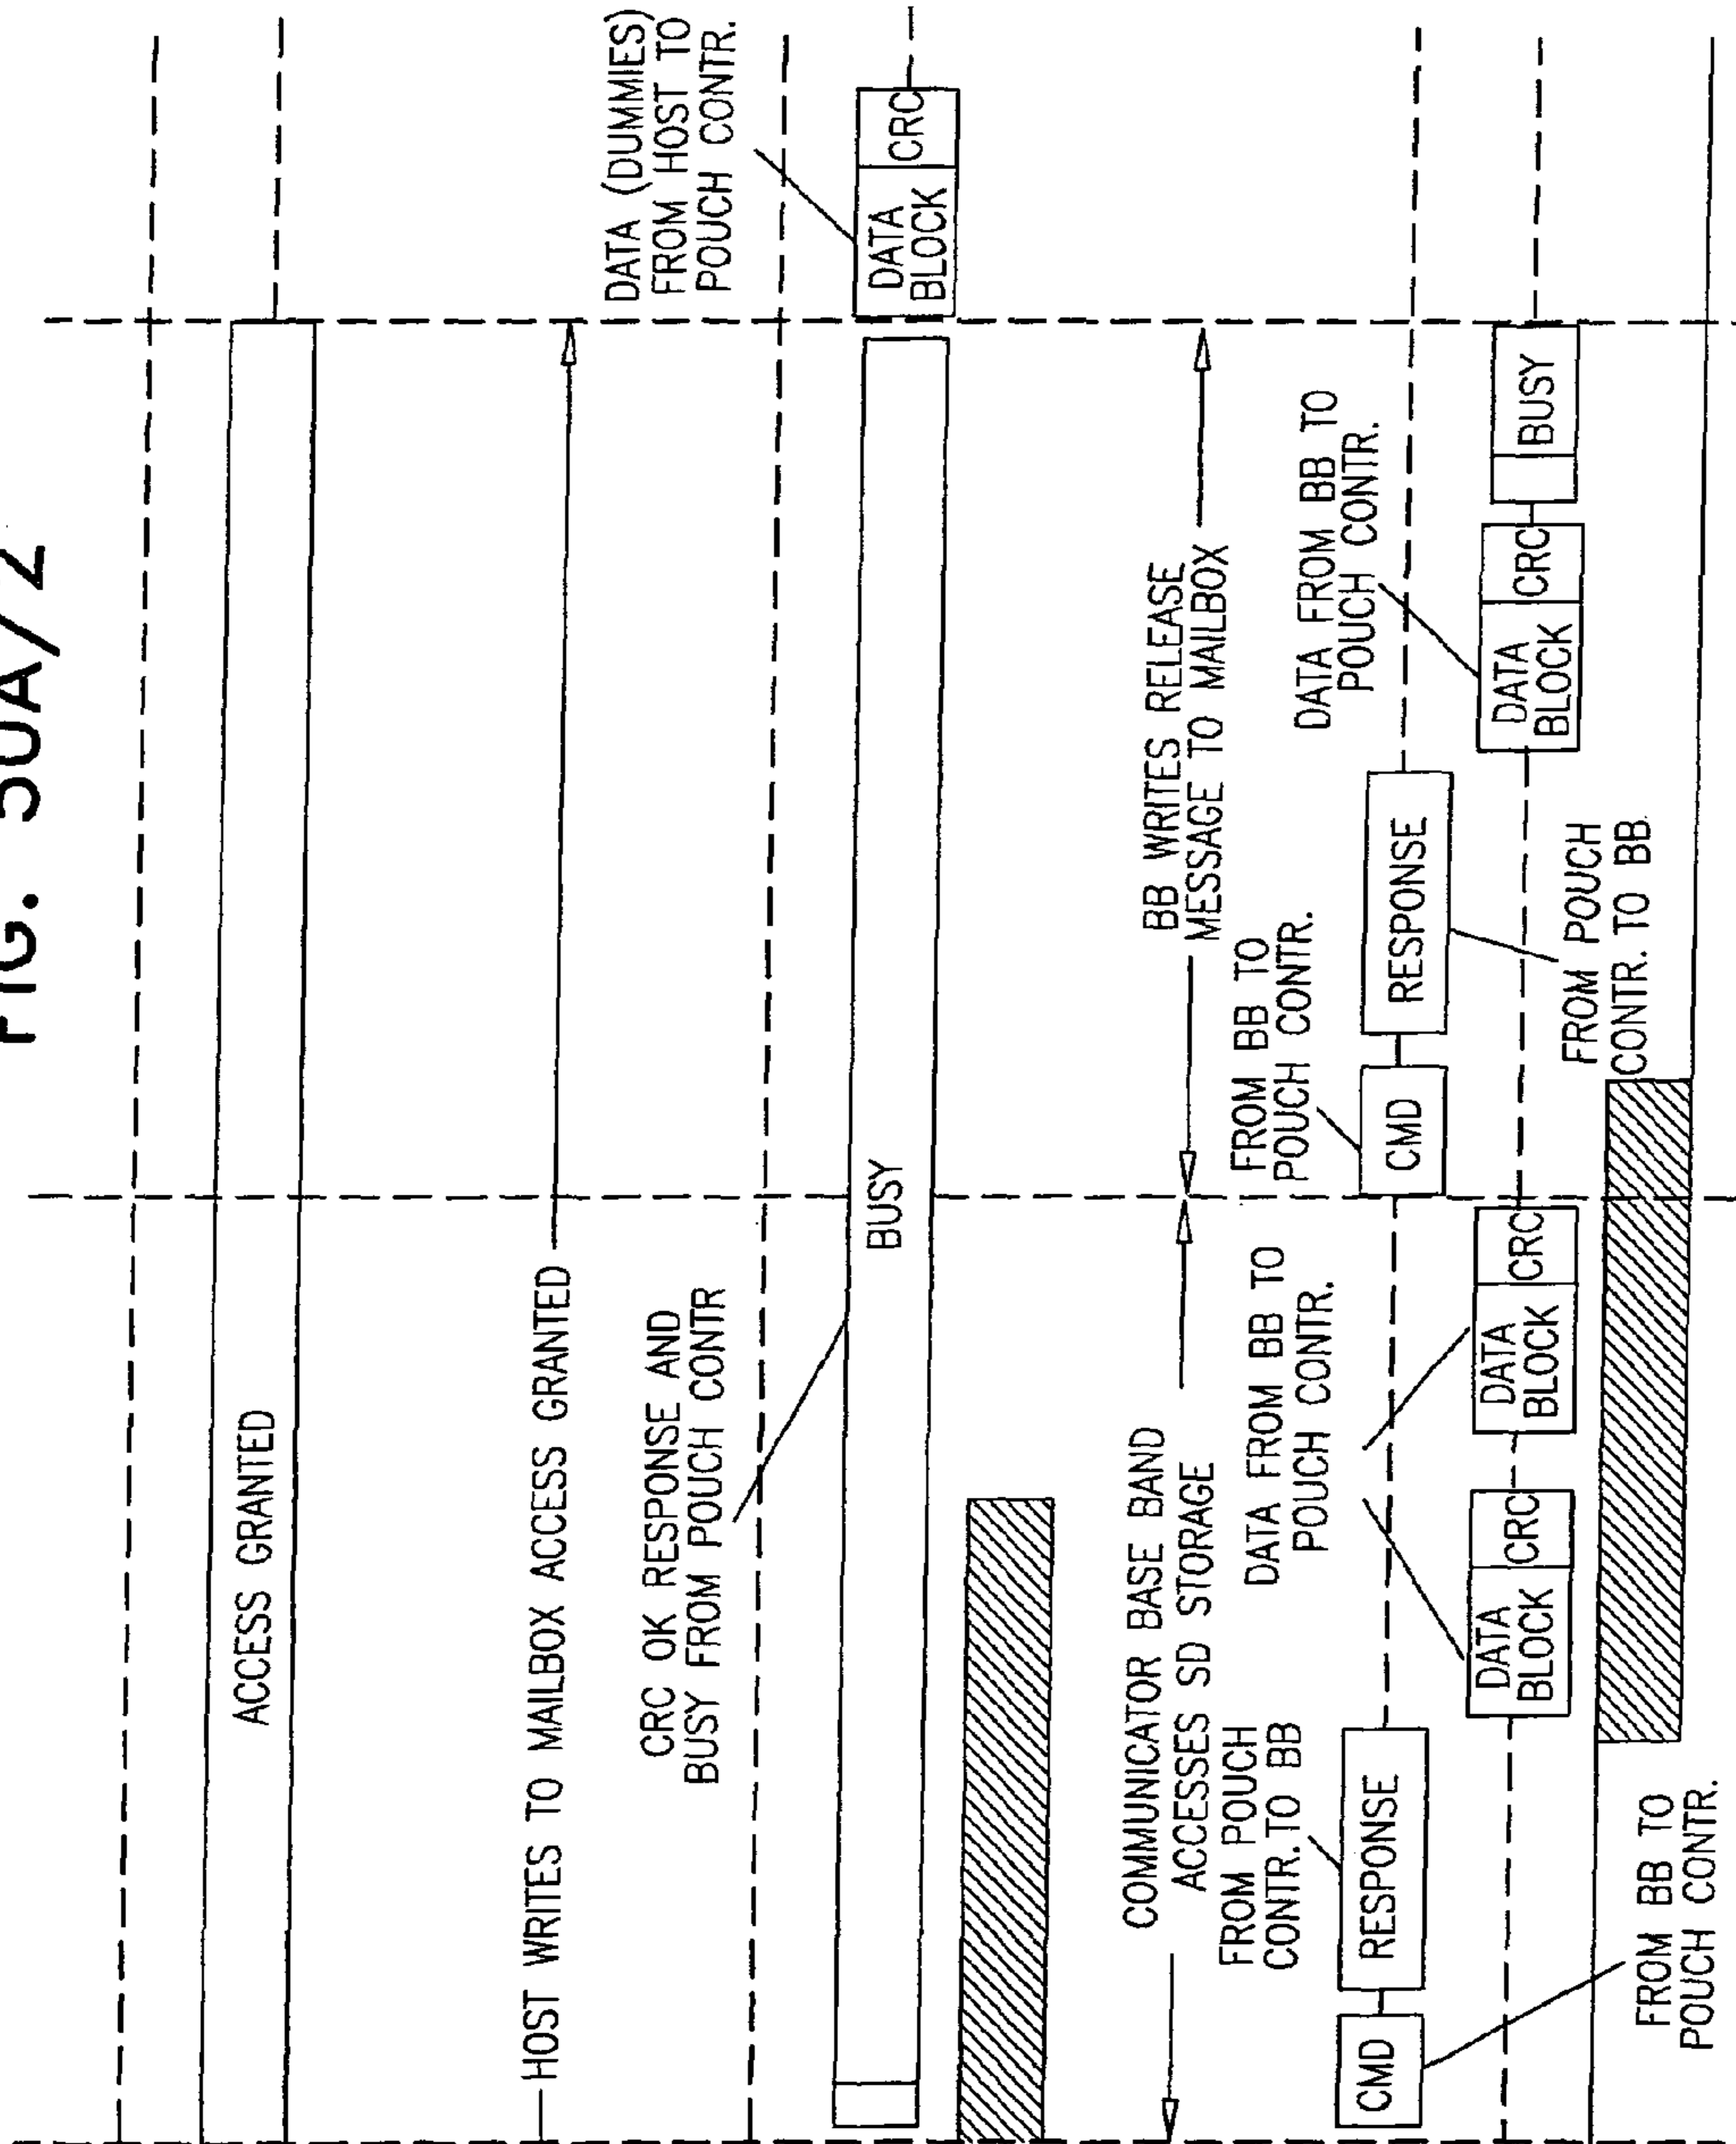 FIG.
ACCESS GRANTED
HOST WRITES TO MAILBOX ACCESS GRANTED
CRC OK RESPONSE AND
BUSY FROM POUCH CONTR
DATA (DUMMIES)
FROM HOST TO
POUCH CONTR.
BUSY
DATA
BLOCK
CRC
COMMUNICATOR BASE BAND
ACCESSES SD STORAGE
BB WRITES RELEASE
MESSAGE TO MAILBOX
FROM POUCH
CONTR. TO BB
DATA FROM BB TO
POUCH CONTR.
FROM BB TO
POUCH CONTR.
DATA FROM BB TO
POUCH CONTR.
CMD
RESPONSE
CMD
RESPONSE
DATA
BLOCK
CRC
DATA
BLOCK
CRC
DATA
BLOCK
CRC
BUSY
FROM BB TO
POUCH CONTR.
FROM POUCH
CONTR. TO BB